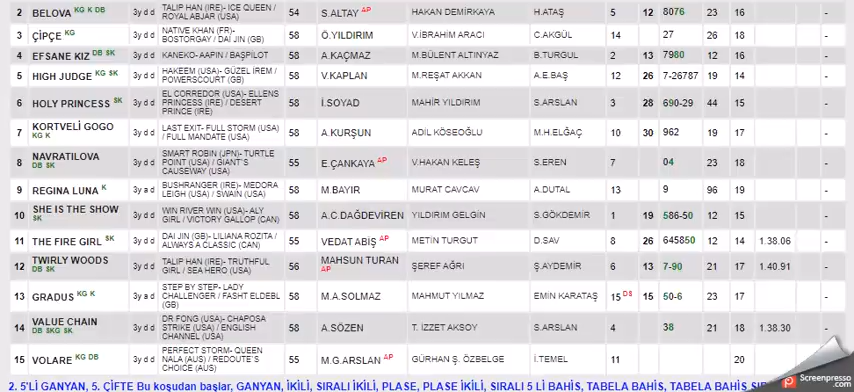 2 BELOVA KG K DB 3y d d TALIP HAN (IRE)- ICE QUEEN / ROYAL ABJAR (USA) 54 S.ALTAY AP HAKAN DEMİRKAYA H.ATAŞ 5 12 8076 23 16 -
3 ÇİPÇE KG 3y d d NATIVE KHAN (FR)- BOSTORGAY / DAI JIN (GB) 58 Ö.YILDIRIM V.İBRAHİM ARACI C.AKGÜL 14 27 26 18 -
4 EFSANE KIZ DB SK 3y d d KANEKO- AAPIN / BAŞPİLOT 58 A.KAÇMAZ M.BÜLENT ALTINYAZ B.TURGUL 2 13 7980 12 16 -
5 HIGH JUDGE KG SK 3y d d HAKEEM (USA)- GÜZEL İREM / POWERSCOURT (GB) 58 V.KAPLAN M.REŞAT AKKAN A.E.BAŞ 12 26 7-26787 19 14 -
6 HOLY PRINCESS SK 3y d d EL CORREDOR (USA)- ELLENS PRINCESS (IRE) / DESERT PRINCE (IRE) 58 İ.SOYAD MAHİR YILDIRIM S.ARSLAN 3 28 690-29 44 15 -
7 KORTVELİ GOGO KG K 3y d d LAST EXIT- FULL STORM (USA) / FULL MANDATE (USA) 58 A.KURŞUN ADİL KÖSEOĞLU M.H.ELĞAÇ 10 30 962 19 17 -
8 NAVRATILOVA DB SK 3y d d SMART ROBIN (JPN)- TURTLE POINT (USA) / GIANT'S CAUSEWAY (USA) 55 E.ÇANKAYA AP V.HAKAN KELEŞ S.EREN 7 04 23 18 -
9 REGINA LUNA K 3y a d BUSHRANGER (IRE)- MEDORA LEIGH (USA) / SWAIN (USA) 58 M.BAYIR MURAT CAVCAV A.DUTAL 13 9 96 19 -
10 SHE IS THE SHOW SK 3y d d WIN RIVER WIN (USA)- ALY GIRL / VICTORY GALLOP (CAN) 58 A.C.DAĞDEVİREN YILDIRIM GELGİN S.GÖKDEMİR 1 19 586-50 12 15 -
11 THE FIRE GIRL SK 3y d d DAI JIN (GB)- LILIANA ROZITA / ALWAYS A CLASSIC (CAN) 55 VEDAT ABİŞ AP METİN TURGUT D.SAV 8 26 645850 12 14 1.38.06 -
12 TWIRLY WOODS DB SK 3y d d TALIP HAN (IRE)- TRUTHFUL GIRL / SEA HERO (USA) 56 MAHSUN TURAN AP ŞEREF AĞRI Ş.AYDEMİR 6 13 7-90 21 17 1.40.91 -
13 GRADUS KG K 3y a d STEP BY STEP- LADY CHALLENGER / FASHT ELDEBL (GB) 58 M.A.SOLMAZ MAHMUT YILMAZ EMİN KARATAŞ 15 DS 15 50-6 23 17 -
14 VALUE CHAIN DB SKG SK 3y d d DR FONG (USA)- CHAPOSA STRIKE (USA) / ENGLISH CHANNEL (USA) 58 A.SÖZEN T. İZZET AKSOY S.ARSLAN 4 38 21 18 1.38.30 -
15 VOLARE KG DB 3y d d PERFECT STORM- QUEEN NALA (AUS) / REDOUTE'S CHOICE (AUS) 55 M.G.ARSLAN AP GÜRHAN Ş. ÖZBELGE İ.TEMEL 11 20 -
2. 5'Lİ GANYAN, 5. ÇİFTE Bu koşudan başlar, GANYAN, İKİLİ, SIRALI İKİLİ, PLASE, PLASE İKİLİ, SIRALI 5 Lİ BAHİS, TABELA BAHİS, TABELA BAHİS
Screenpresso
Screenpresso.com